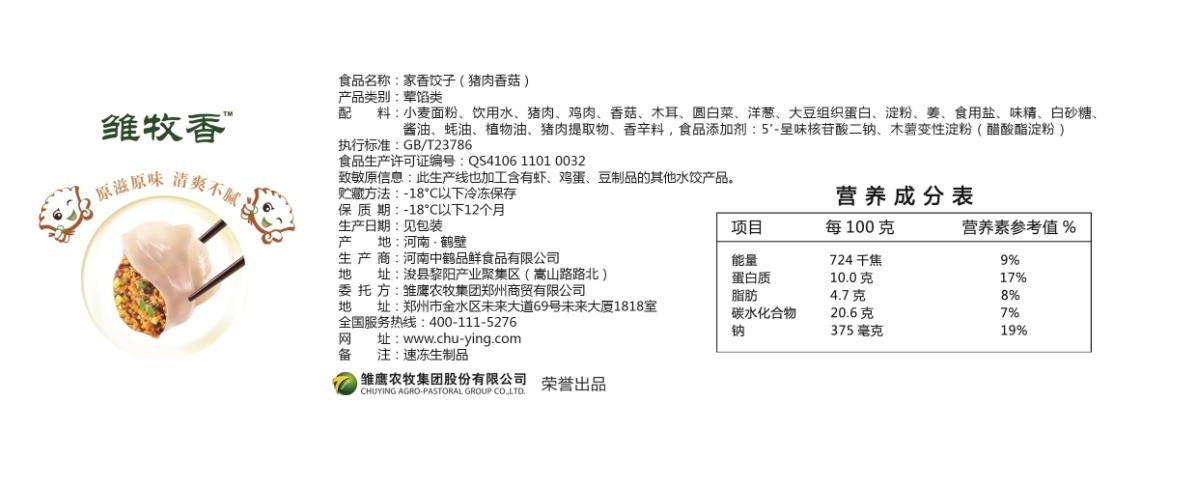 雏牧香™
原滋原味 清爽不腻
食品名称：家香饺子（猪肉香菇）
产品类别：荤馅类
配 料：小麦面粉、饮用水、猪肉、鸡肉、香菇、木耳、圆白菜、洋葱、大豆组织蛋白、淀粉、姜、食用盐、味精、白砂糖、
酱油、蚝油、植物油、猪肉提取物、香辛料，食品添加剂：5'-呈味核苷酸二钠、木薯变性淀粉（醋酸酯淀粉）
执行标准：GB/T23786
食品生产许可证编号：QS4106 1101 0032
致敏原信息：此生产线也加工含有虾、鸡蛋、豆制品的其他水饺产品。
贮藏方法：-18°C以下冷冻保存
保 质 期：-18°C以下12个月
生产日期：见包装
产 地：河南·鹤壁
生 产 商：河南中鹤品鲜食品有限公司
地 址：浚县黎阳产业聚集区（嵩山路路北）
委 托 方：雏鹰农牧集团郑州商贸有限公司
地 址：郑州市金水区未来大道69号未来大厦1818室
全国服务热线：400-111-5276
网 址：www.chu-ying.com
备 注：速冻生制品
雏鹰农牧集团股份有限公司 荣誉出品
CHUYING AGRO-PASTORAL GROUP CO.,LTD.
营养成分表
项目 每100克 营养素参考值 %
能量 724 千焦 9%
蛋白质 10.0 克 17%
脂肪 4.7 克 8%
碳水化合物 20.6 克 7%
钠 375 毫克 19%